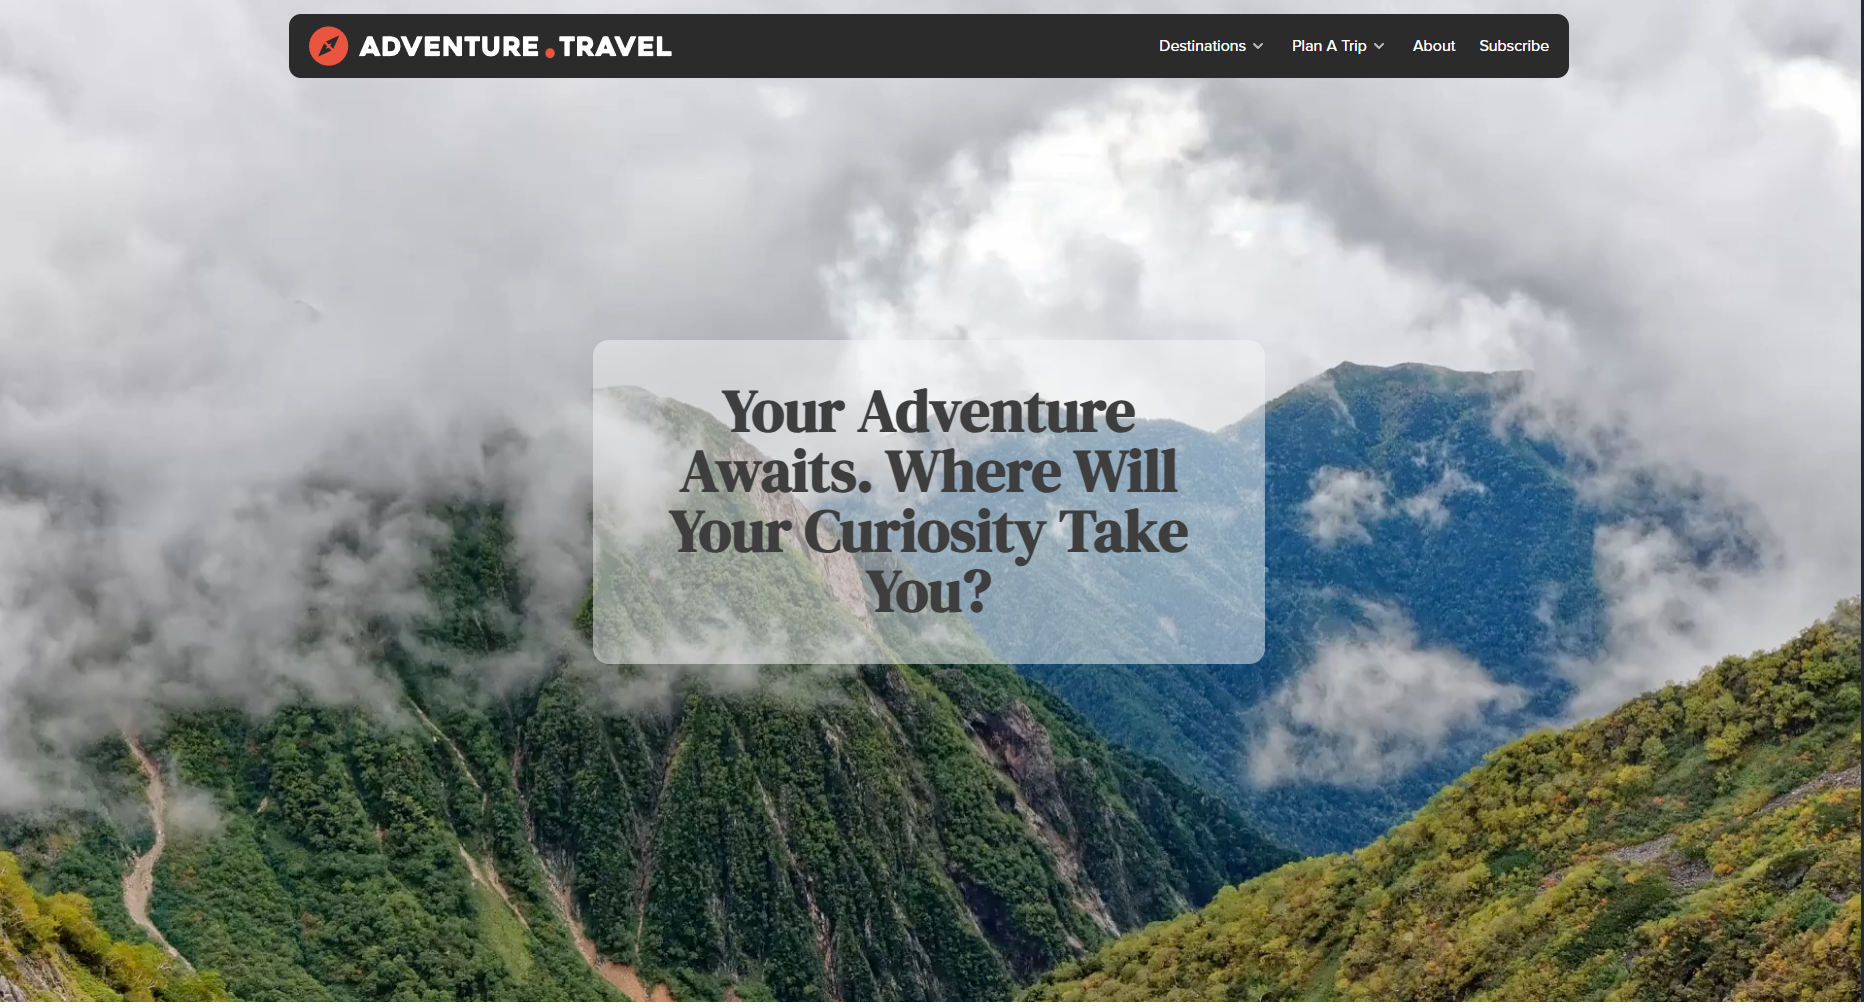 ADVENTURE.TRAVEL
Destinations
Plan A Trip
About
Subscribe
Your Adventure
Awaits. Where Will
Your Curiosity Take
You?